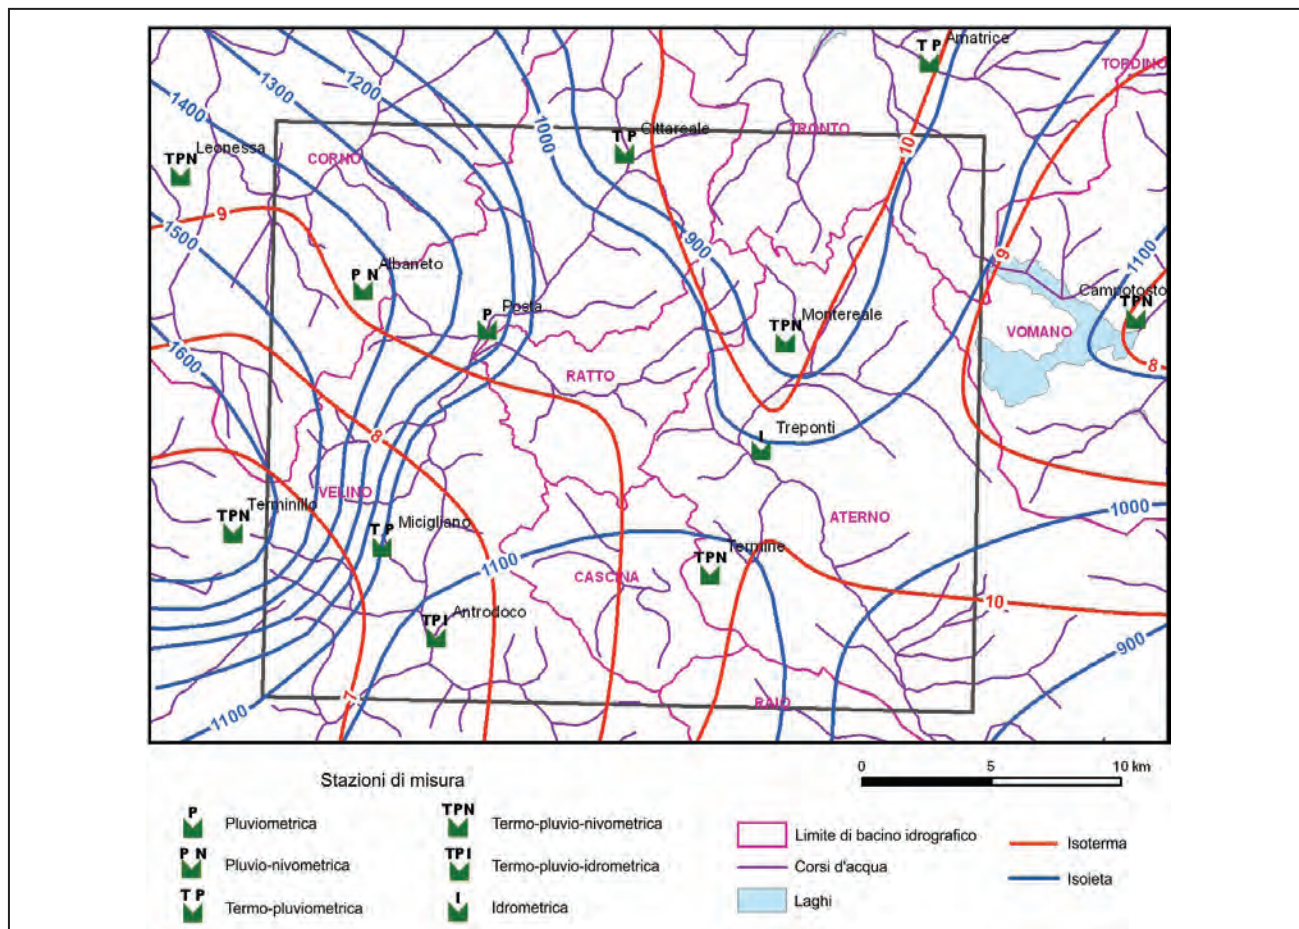 Amatrice
T P
TORDINO
1200
1300
1400
1000
Cittareale
T P
TRONTO
10
Leonessa
TPN
CORNO
9
1500
900
9
1100
Albaneto
P N
Campotosto
TPN
Posta
P
Montereale
TPN
VOMANO
1600
8
RATTO
8
Treponti
I
VELINO
Terminillo
TPN
ATERNO
1000
Micigliano
T P
Termine
TPN
1100
CASCINA
10
Antrodoco
TPI
900
7
RAIO
1100
0 5 10 km
Stazioni di misura
P Pluviometrica
P N Pluvio-nivometrica
T P Termo-pluviometrica
TPN Termo-pluvio-nivometrica
TPI Termo-pluvio-idrometrica
I Idrometrica
Limite di bacino idrografico
Corsi d'acqua
Laghi
Isoterma
Isoieta